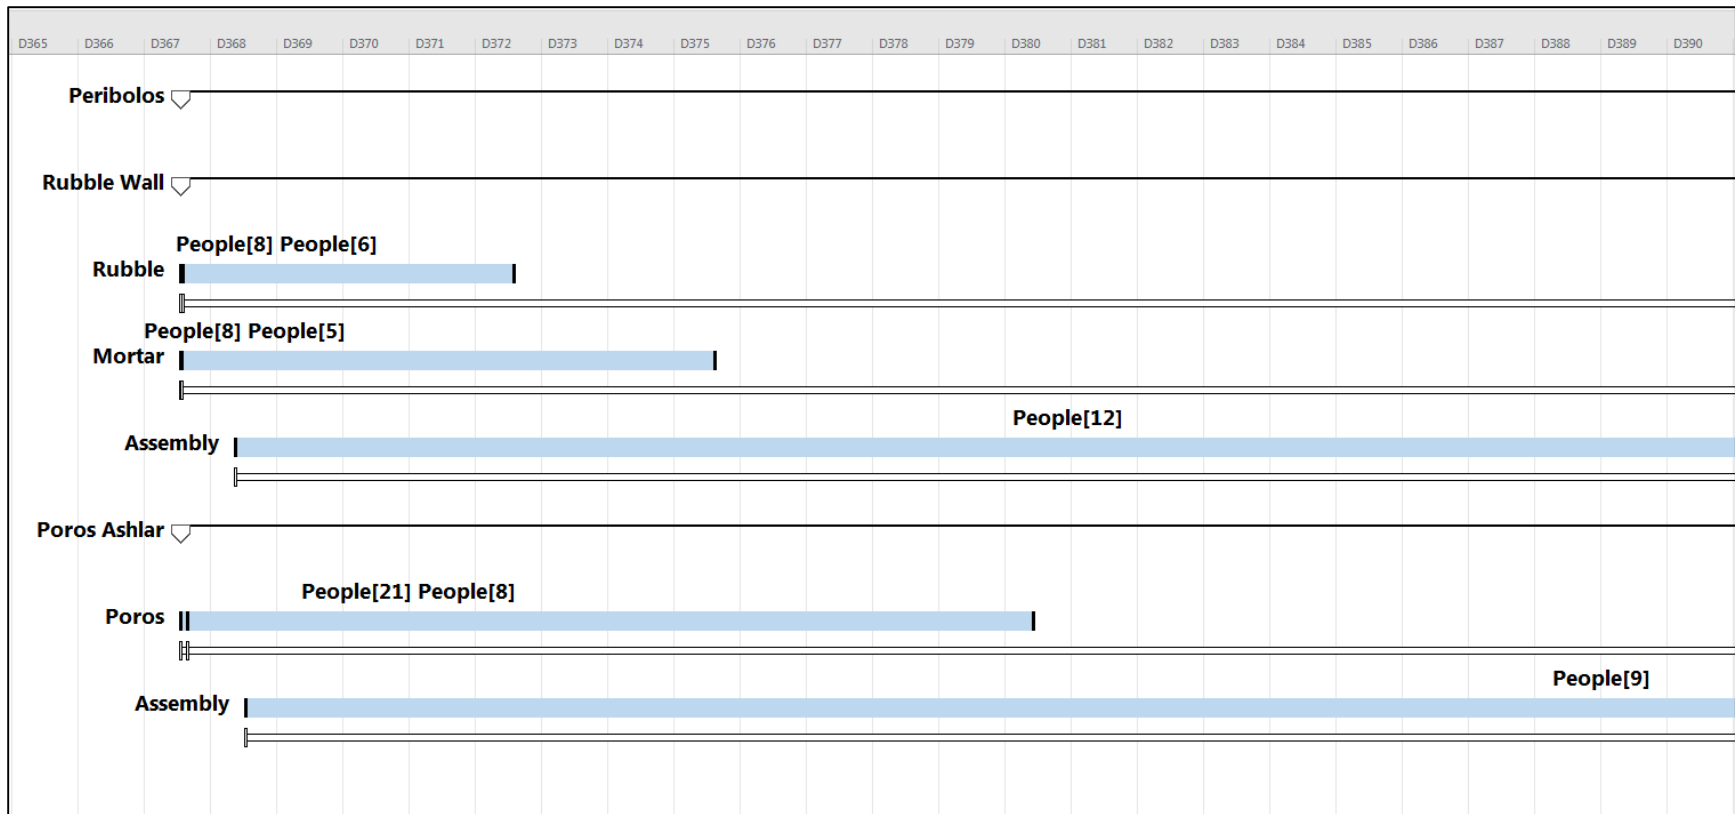 D365 D366 D367 D368 D369 D370 D371 D372 D373 D374 D375 D376 D377 D378 D379 D380 D381 D382 D383 D384 D385 D386 D387 D388 D389 D390
Peribolos
Rubble Wall
People[8] People[6]
Rubble
People[8] People[5]
Mortar
People[12]
Assembly
Poros Ashlar
People[21] People[8]
Poros
People[9]
Assembly